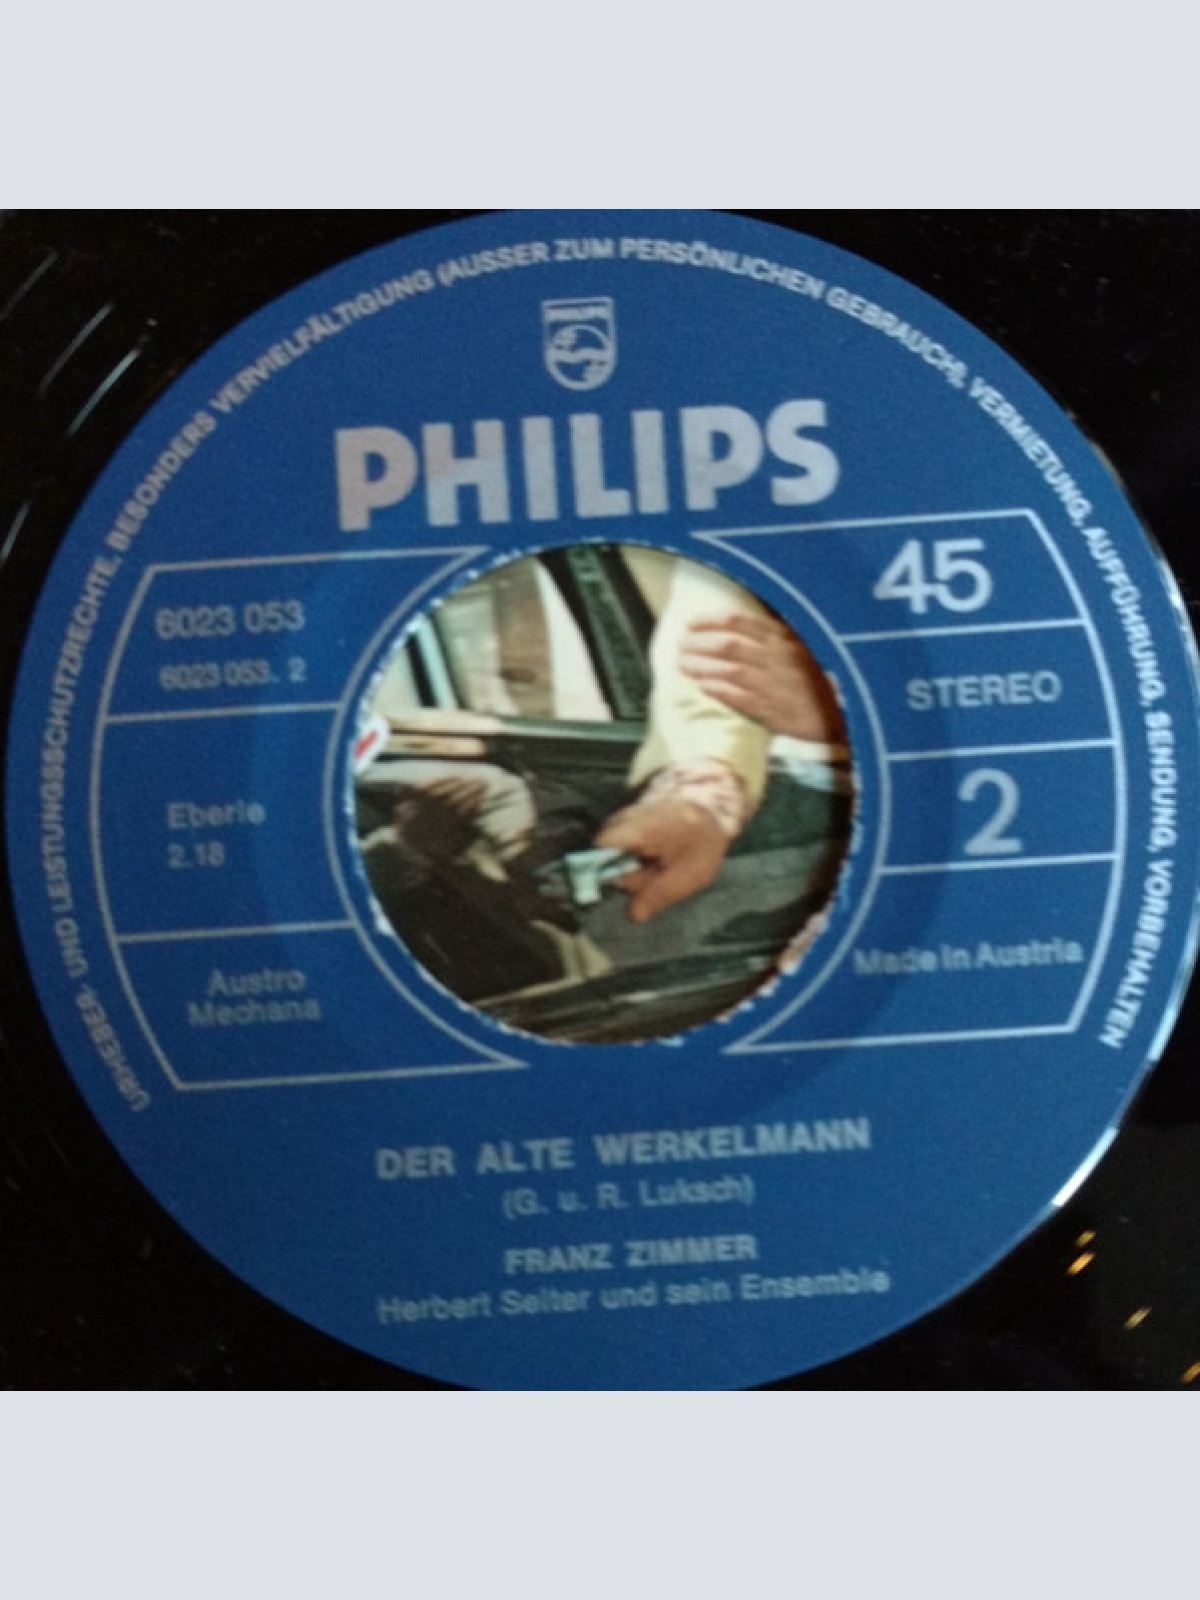 URHEBER- UND LEISTUNGSSCHUTZRECHTE, BESONDERS VERVIELFÄLTIGUNG (AUSSER ZUM PERSÖNLICHEN GEBRAUCH), VERMIETUNG, AUFFÜHRUNG, SENDUNG, VORBEHALTEN
PHILIPS
PHILIPS
6023 053
6023 053. 2
Eberle
2.18
Austro
Mechana
45
STEREO
2
Made in Austria
DER ALTE WERKELMANN
(G. u. R. Luksch)
FRANZ ZIMMER
Herbert Seiter und sein Ensemble